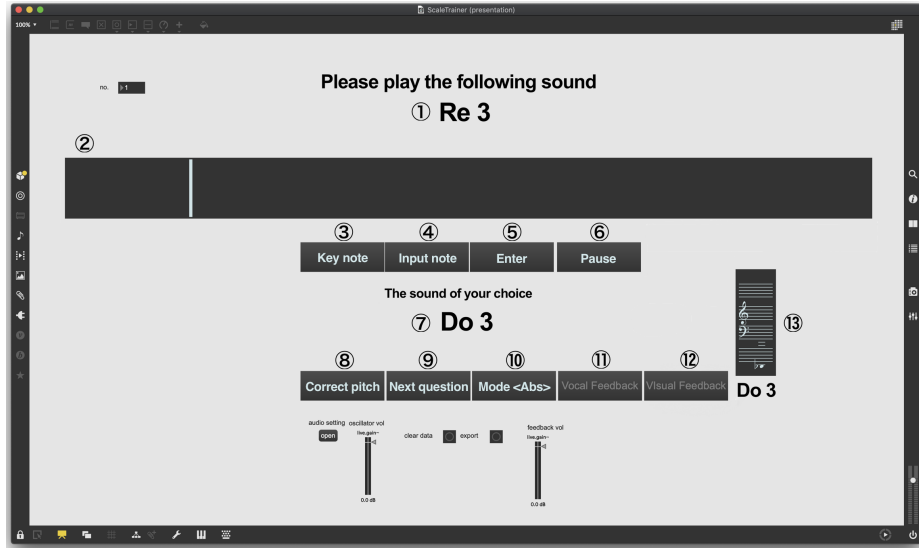 ScaleTrainer (presentation)
100% ▼
no. 1
Please play the following sound
① Re 3
②
③ ④ ⑤ ⑥
Key note Input note Enter Pause
The sound of your choice
⑦ Do 3
⑬
⑧ ⑨ ⑩ ⑪ ⑫
Correct pitch Next question Mode <Abs> Vocal Feedback VIsual Feedback
Do 3
audio setting oscillator vol
open live.gain~
clear data export
feedback vol
live.gain~
0.0 dB
0.0 dB